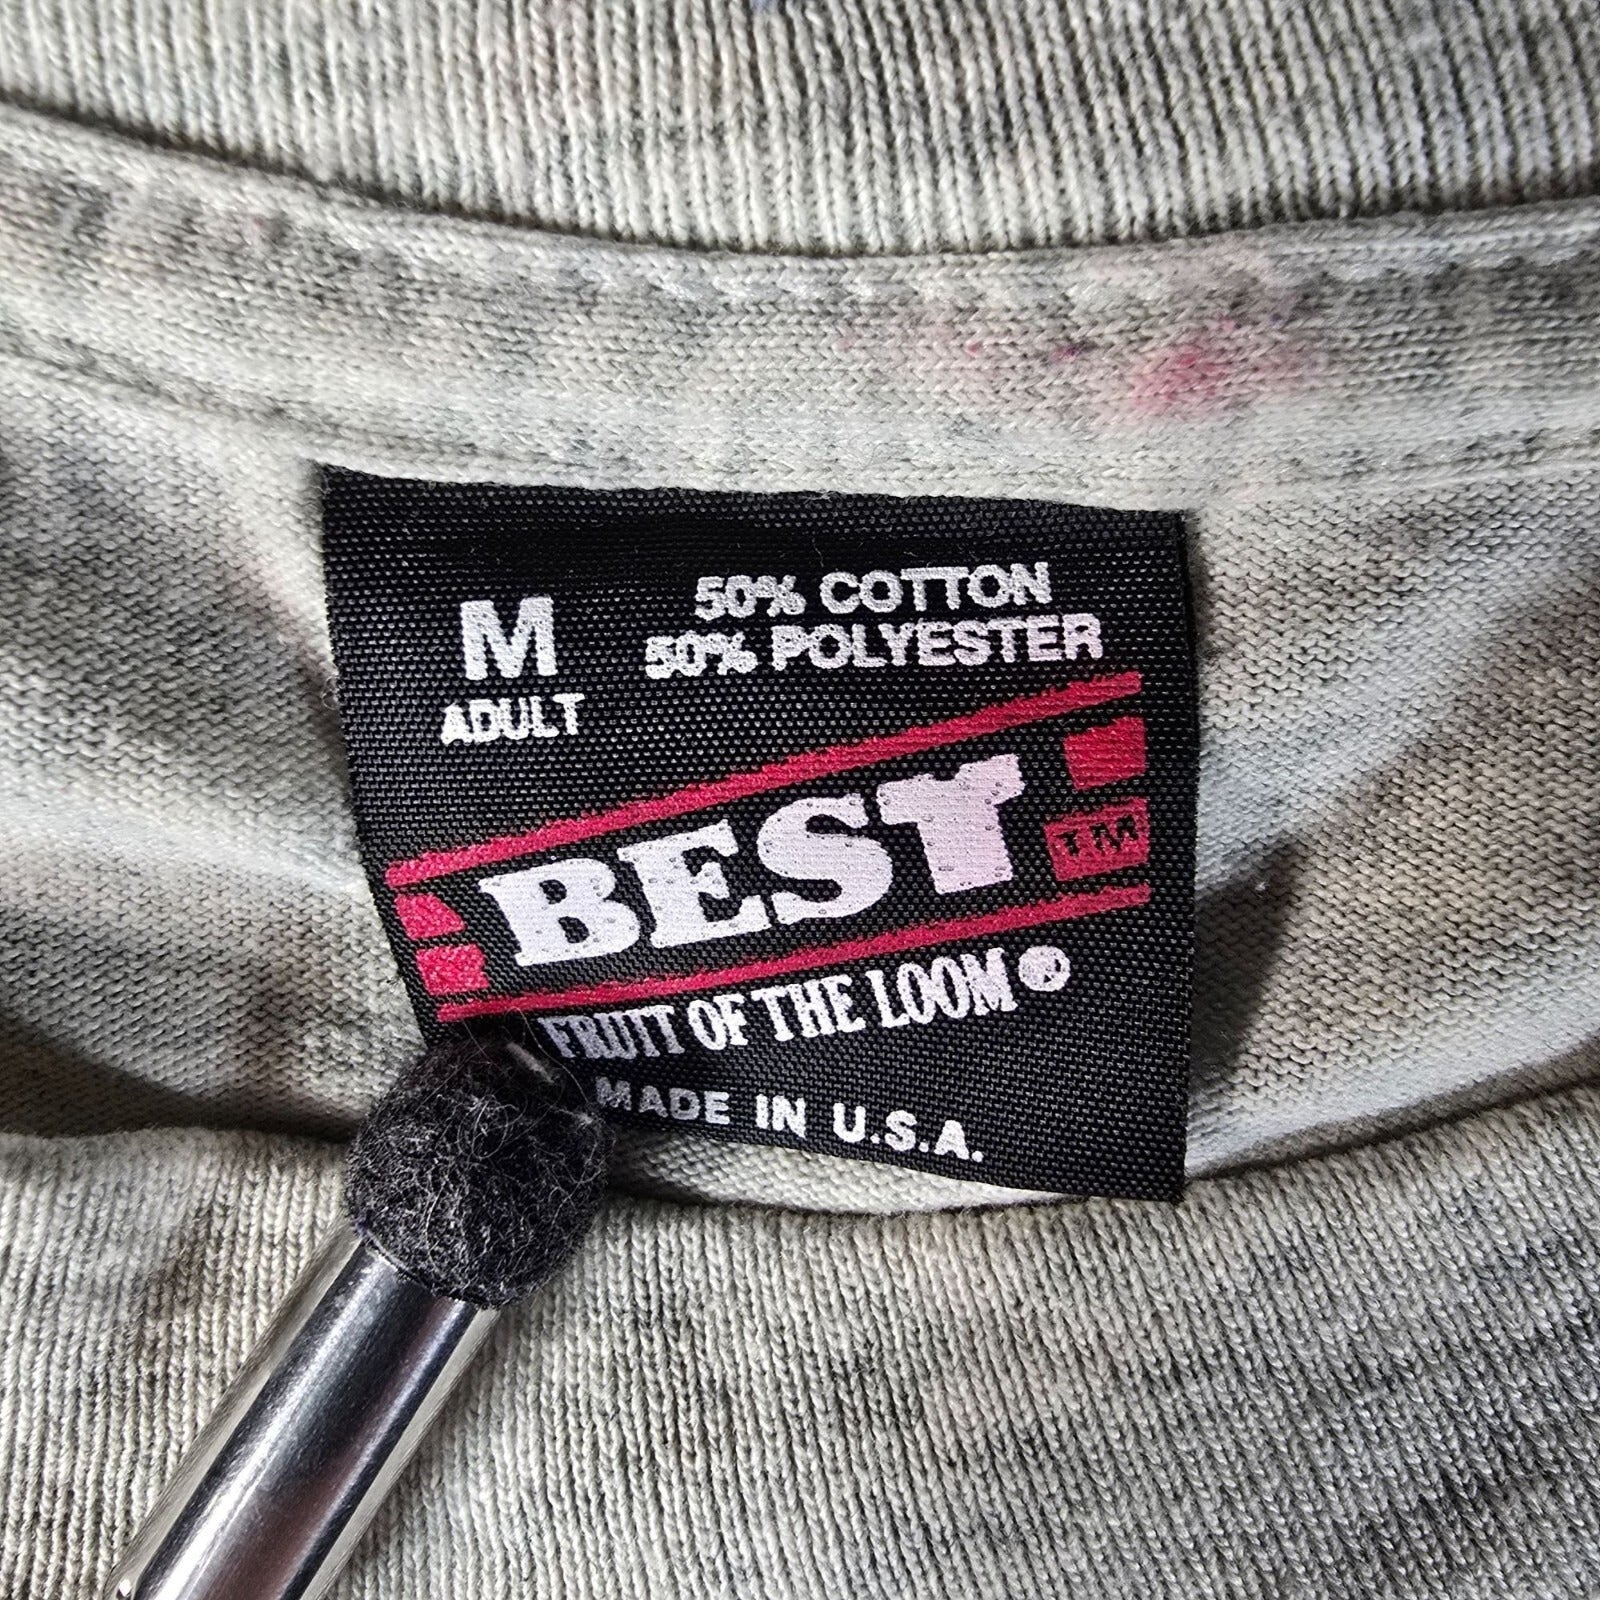 M
ADULT
50% COTTON
50% POLYESTER
BEST
TM
FRUIT OF THE LOOM®
MADE IN U.S.A.